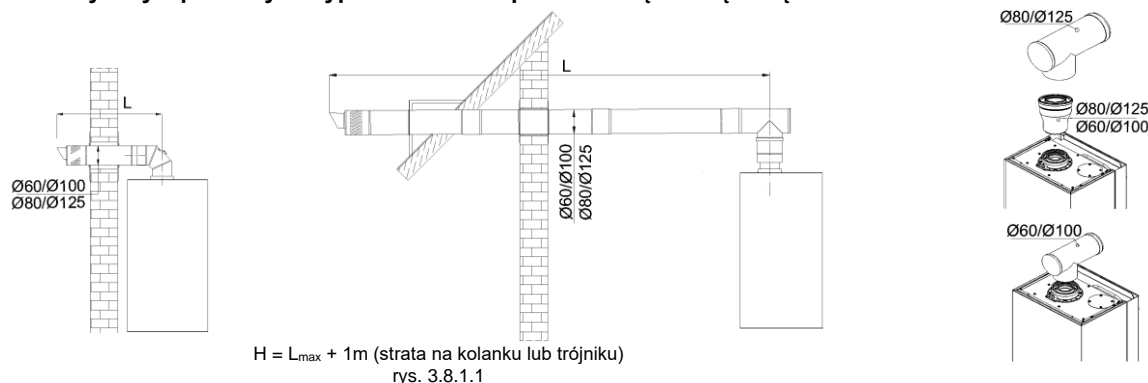 L
Ø60/Ø100
Ø80/Ø125
L
Ø60/Ø100
Ø80/Ø125
H = Lmax + 1m (strata na kolanku lub trójniku)
rys. 3.8.1.1
Ø80/Ø125
Ø80/Ø125
Ø60/Ø100
Ø60/Ø100